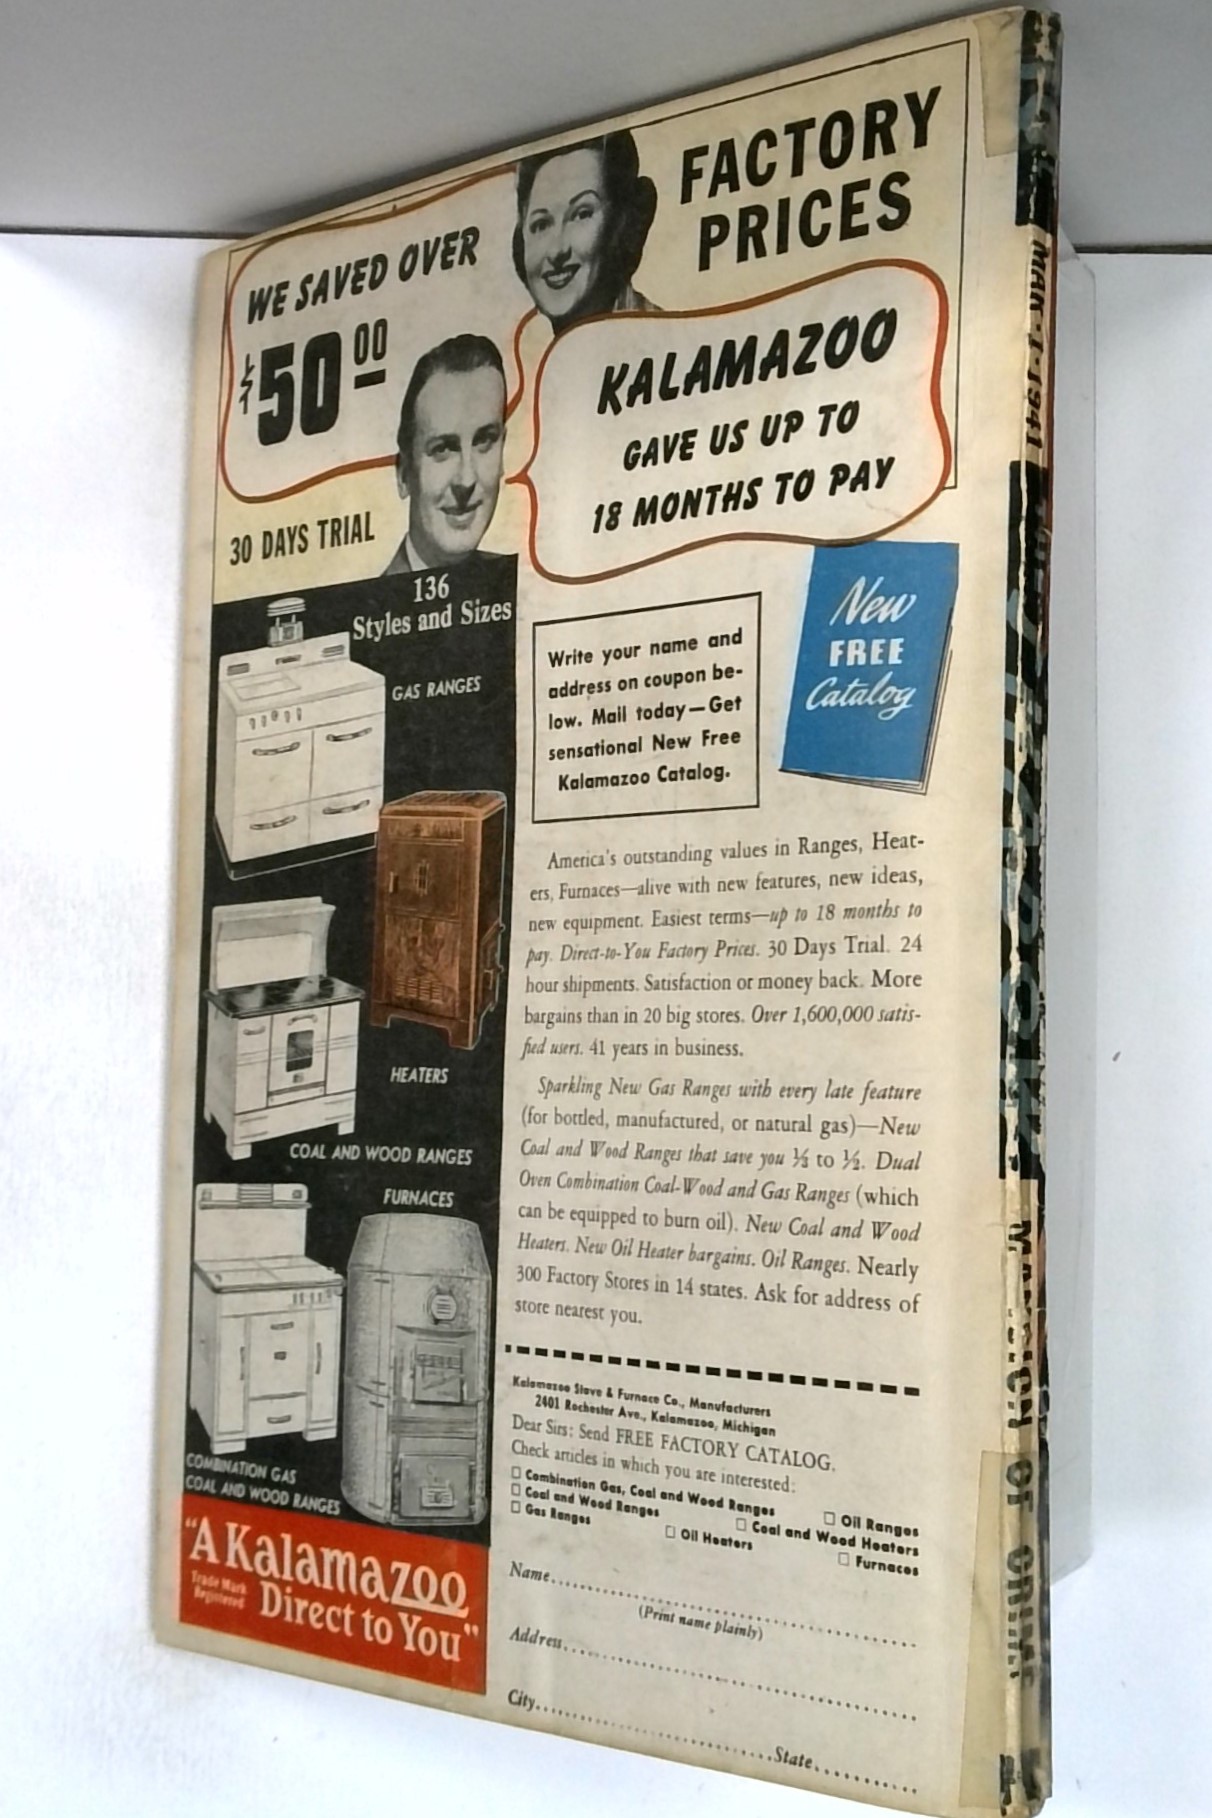 FACTORY
PRICES
WE SAVED OVER
$50 00
KALAMAZOO
GAVE US UP TO
18 MONTHS TO PAY
30 DAYS TRIAL
136
Styles and Sizes
GAS RANGES
HEATERS
COAL AND WOOD RANGES
FURNACES
COMBINATION GAS
COAL AND WOOD RANGES
"A Kalamazoo
Trade Mark
Registered
Direct to You"
Write your name and
address on coupon be-
low. Mail today—Get
sensational New Free
Kalamazoo Catalog.
New
FREE
Catalog
America's outstanding values in Ranges, Heat-
ers, Furnaces—alive with new features, new ideas,
new equipment. Easiest terms—up to 18 months to
pay. Direct-to-You Factory Prices. 30 Days Trial. 24
hour shipments. Satisfaction or money back. More
bargains than in 20 big stores. Over 1,600,000 satis-
fied users. 41 years in business.
Sparkling New Gas Ranges with every late feature
(for bottled, manufactured, or natural gas)—New
Coal and Wood Ranges that save you ⅓ to ½. Dual
Oven Combination Coal-Wood and Gas Ranges (which
can be equipped to burn oil). New Coal and Wood
Heaters. New Oil Heater bargains. Oil Ranges. Nearly
300 Factory Stores in 14 states. Ask for address of
store nearest you.
Kalamazoo Stove & Furnace Co., Manufacturers
2401 Rochester Ave., Kalamazoo, Michigan
Dear Sirs: Send FREE FACTORY CATALOG.
Check articles in which you are interested:
☐ Combination Gas, Coal and Wood Ranges ☐ Oil Ranges
☐ Coal and Wood Ranges ☐ Coal and Wood Heaters
☐ Gas Ranges ☐ Oil Heaters ☐ Furnaces
Name
(Print name plainly)
Address
City State
MAR-1-1941
MANSION OF CRIME